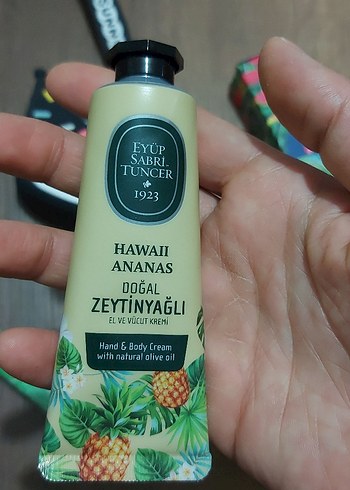 EYÜP
SABRİ
TUNCER
1923
HAWAII
ANANAS
DOĞAL
ZEYTİNYAĞLI
EL VE VÜCUT KREMİ
Hand & Body Cream
with natural olive oil